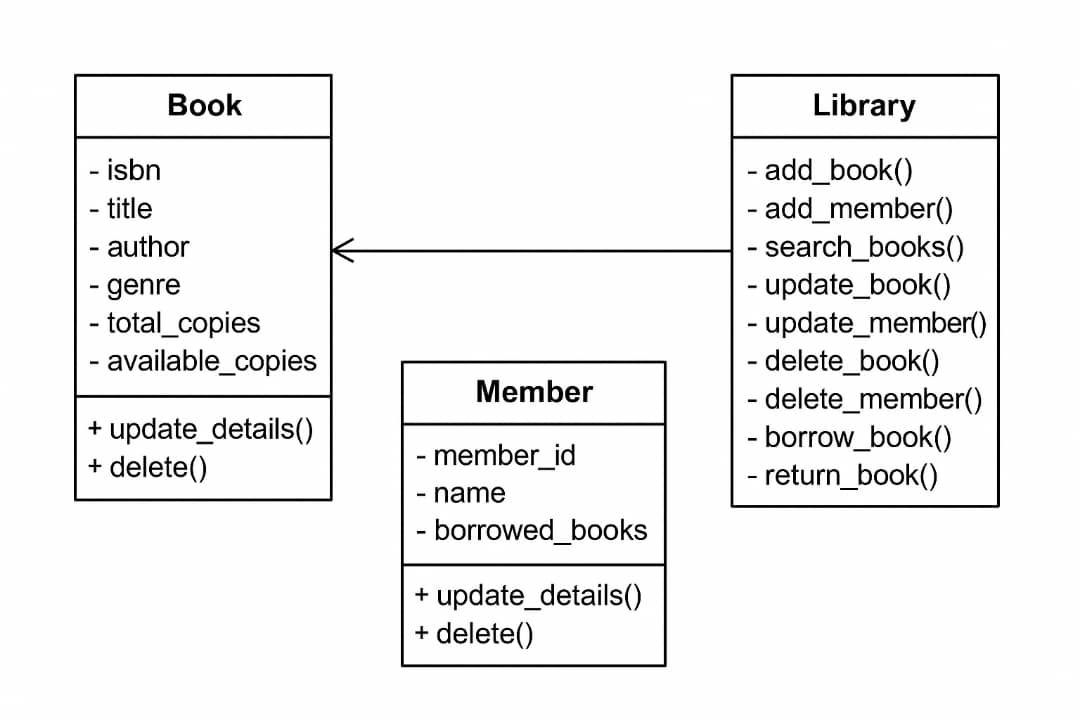 Book
- isbn
- title
- author
- genre
- total_copies
- available_copies
+ update_details()
+ delete()
Member
- member_id
- name
- borrowed_books
+ update_details()
+ delete()
Library
- add_book()
- add_member()
- search_books()
- update_book()
- update_member()
- delete_book()
- delete_member()
- borrow_book()
- return_book()